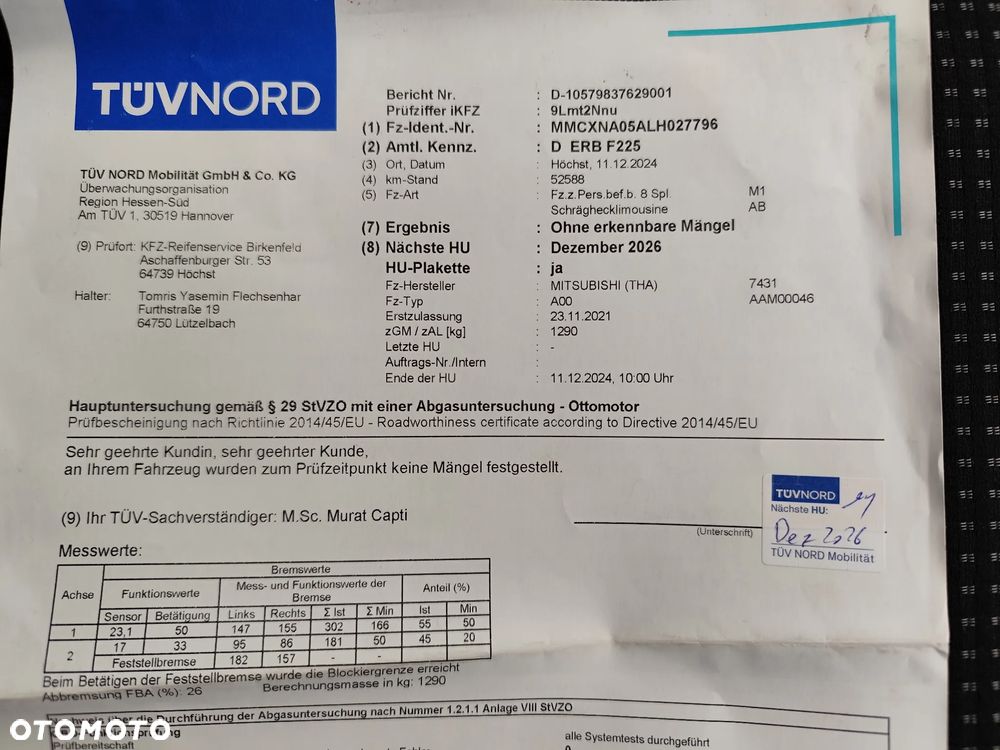 TÜVNORD
TÜV NORD Mobilität GmbH & Co. KG
Überwachungsorganisation
Region Hessen-Süd
Am TÜV 1, 30519 Hannover
(9) Prüfort: KFZ-Reifenservice Birkenfeld
Aschaffenburger Str. 53
64739 Höchst
Halter: Tomris Yasemin Flechsenhar
Furthstraße 19
64750 Lützelbach
Bericht Nr. : D-10579837629001
Prüfziffer iKFZ : 9Lmt2Nnu
(1) Fz-Ident.-Nr. : MMCXNA05ALH027796
(2) Amtl. Kennz. : D ERB F225
(3) Ort, Datum : Höchst, 11.12.2024
(4) km-Stand : 52588
(5) Fz-Art : Fz.z.Pers.bef.b. 8 Spl. M1
Schräghecklimousine AB
(7) Ergebnis : Ohne erkennbare Mängel
(8) Nächste HU : Dezember 2026
HU-Plakette : ja
Fz-Hersteller : MITSUBISHI (THA) 7431
Fz-Typ : A00 AAM00046
Erstzulassung : 23.11.2021
zGM / zAL [kg] : 1290
Letzte HU : -
Auftrags-Nr./Intern :
Ende der HU : 11.12.2024, 10:00 Uhr
Hauptuntersuchung gemäß § 29 StVZO mit einer Abgasuntersuchung - Ottomotor
Prüfbescheinigung nach Richtlinie 2014/45/EU - Roadworthiness certificate according to Directive 2014/45/EU
Sehr geehrte Kundin, sehr geehrter Kunde,
an Ihrem Fahrzeug wurden zum Prüfzeitpunkt keine Mängel festgestellt.
(9) Ihr TÜV-Sachverständiger: M.Sc. Murat Capti
(Unterschrift)
TÜVNORD
Nächste HU:
Dez 2026
TÜV NORD Mobilität
Messwerte:
Bremswerte
Achse Funktionswerte Mess- und Funktionswerte der Bremse Anteil (%)
Sensor Betätigung Links Rechts Σ Ist Σ Min Ist Min
1 23,1 50 147 155 302 166 55 50
2 17 33 95 86 181 50 45 20
Feststellbremse 182 157 - -
Beim Betätigen der Feststellbremse wurde die Blockiergrenze erreicht
Abbremsung FBA (%): 26 Berechnungsmasse in kg: 1290
über die Durchführung der Abgasuntersuchung nach Nummer 1.2.1.1 Anlage VIII StVZO
alle Systemtests durchgeführt
Prüfbereitschaft
OTOMOTO